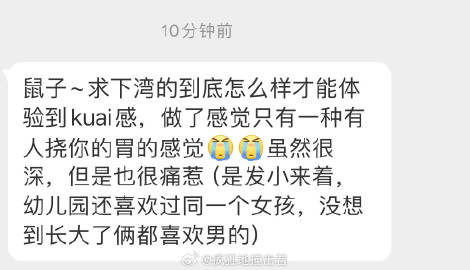 10分钟前
鼠子~求下湾的到底怎么样才能体
验到kuai感，做了感觉只有一种有
人挠你的胃的感觉😭😭虽然很
深，但是也很痛惹（是发小来着，
幼儿园还喜欢过同一个女孩，没想
到长大了俩都喜欢男的）